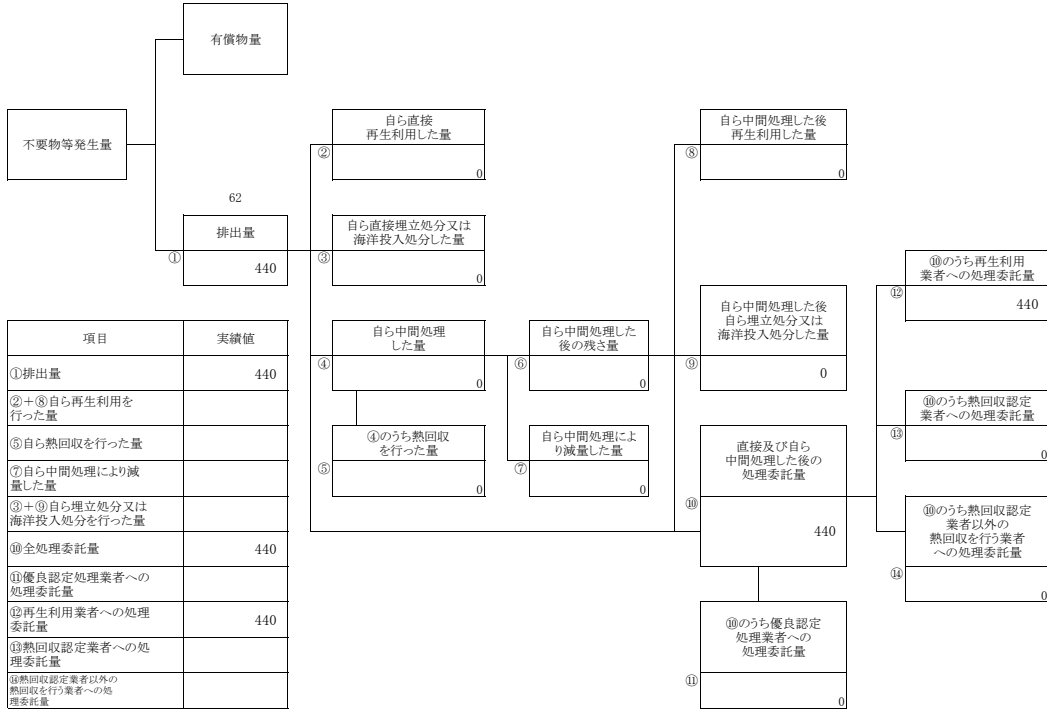 有償物量
不要物等発生量
自ら直接
再生利用した量
②
0
自ら中間処理した後
再生利用した量
⑧
0
62
排出量
①
440
自ら直接埋立処分又は
海洋投入処分した量
③
0
⑩のうち再生利用
業者への処理委託量
⑫
440
自ら中間処理
した量
④
0
自ら中間処理した
後の残さ量
⑥
0
自ら中間処理した後
自ら埋立処分又は
海洋投入処分した量
⑨
0
⑩のうち熱回収認定
業者への処理委託量
⑬
0
④のうち熱回収
を行った量
⑤
0
自ら中間処理によ
り減量した量
⑦
0
直接及び自ら
中間処理した後の
処理委託量
⑩
440
⑩のうち熱回収認定
業者以外の
熱回収を行う業者
への処理委託量
⑭
0
⑩のうち優良認定
処理業者への
処理委託量
⑪
0
項目 実績値
①排出量 440
②+⑧自ら再生利用を
行った量
⑤自ら熱回収を行った量
⑦自ら中間処理により減
量した量
③+⑨自ら埋立処分又は
海洋投入処分を行った量
⑩全処理委託量 440
⑪優良認定処理業者への
処理委託量
⑫再生利用業者への処理
委託量 440
⑬熱回収認定業者への処
理委託量
⑭熱回収認定業者以外の
熱回収を行う業者への処
理委託量